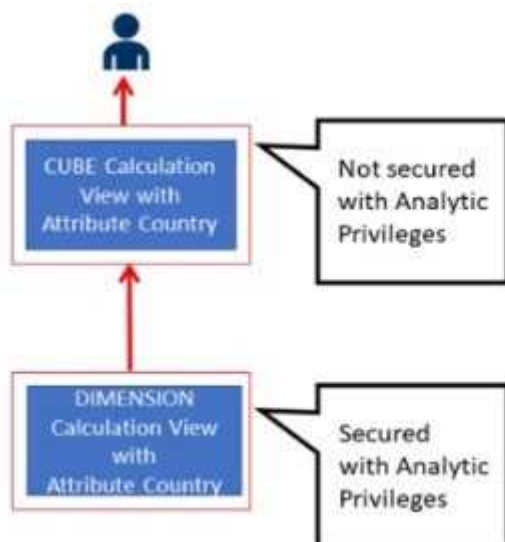 CUBE Calculation
View with
Attribute Country
Not secured
with Analytic
Privileges
DIMENSION
Calculation View
with
Attribute Country
Secured
with Analytic
Privileges